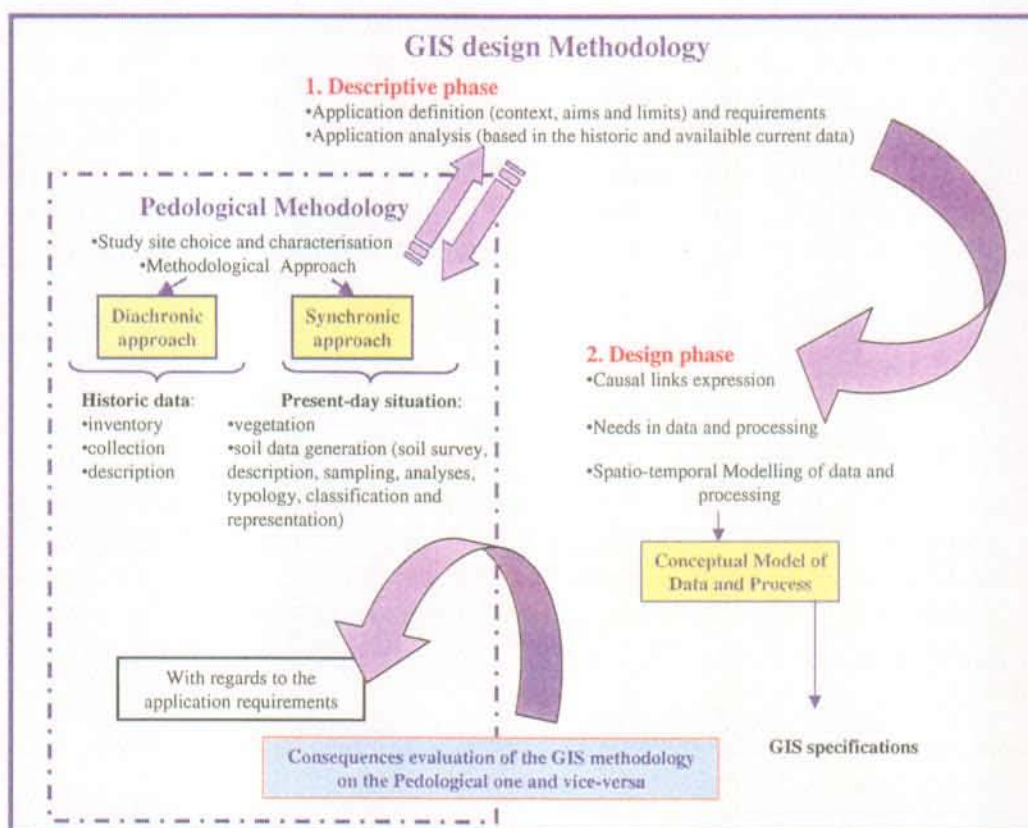 GIS design Methodology
1. Descriptive phase
•Application definition (context, aims and limits) and requirements
•Application analysis (based in the historic and availaible current data)
Pedological Mehodology
•Study site choice and characterisation
•Methodological Approach
Diachronic
approach
Synchronic
approach
Historic data:
•inventory
•collection
•description
Present-day situation:
•vegetation
•soil data generation (soil survey,
description, sampling, analyses,
typology, classification and
representation)
2. Design phase
•Causal links expression
•Needs in data and processing
•Spatio-temporal Modelling of data and
processing
Conceptual Model of
Data and Process
With regards to the
application requirements
GIS specifications
Consequences evaluation of the GIS methodology
on the Pedological one and vice-versa